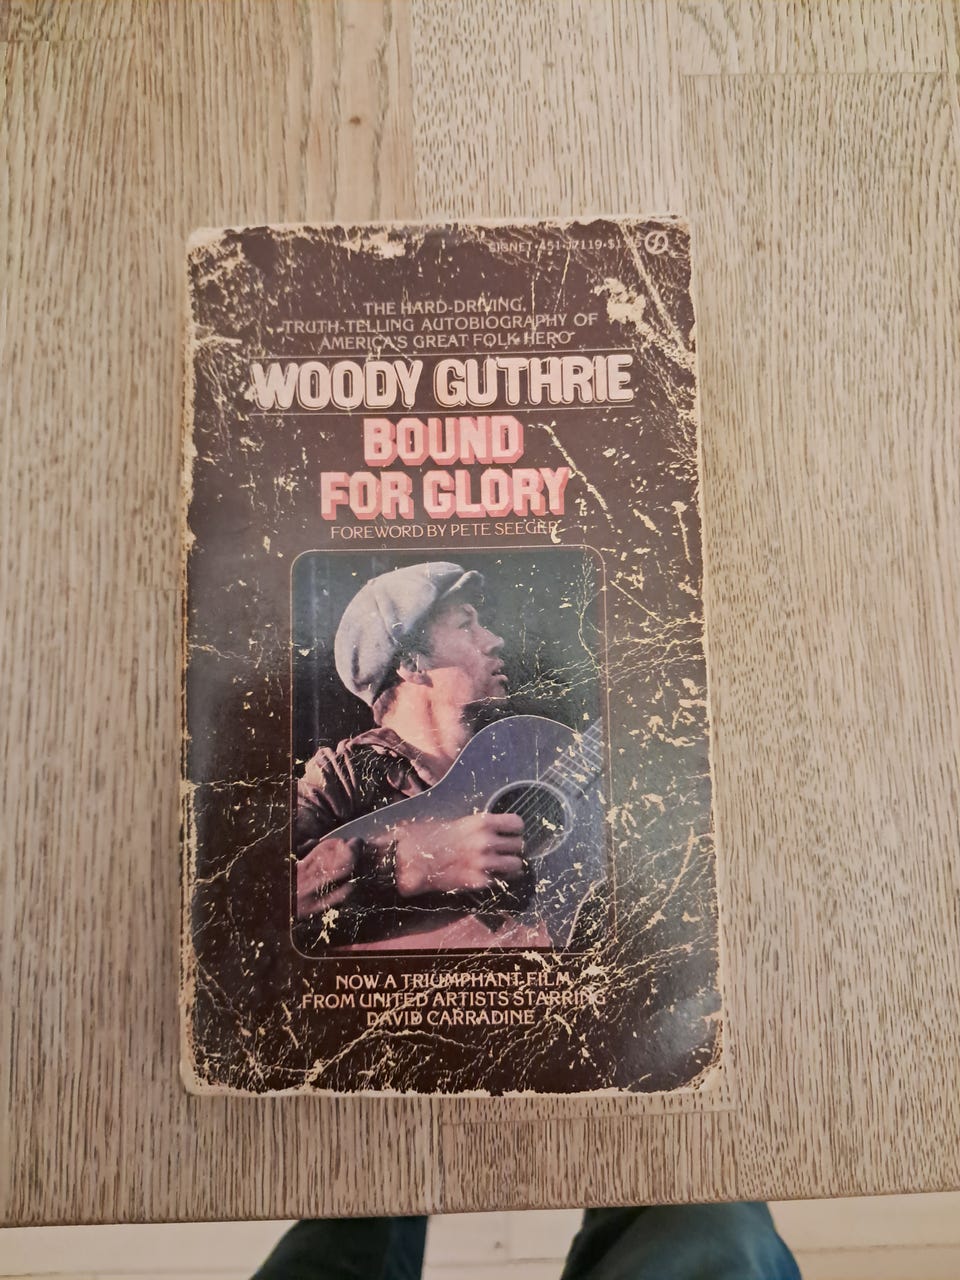 SIGNET·451-J7119·
THE HARD-DRIVING,
TRUTH-TELLING AUTOBIOGRAPHY OF
AMERICA'S GREAT FOLK HERO
WOODY GUTHRIE
BOUND
FOR GLORY
FOREWORD BY PETE SEEGER
NOW A TRIUMPHANT FILM
FROM UNITED ARTISTS STARRING
DAVID CARRADINE